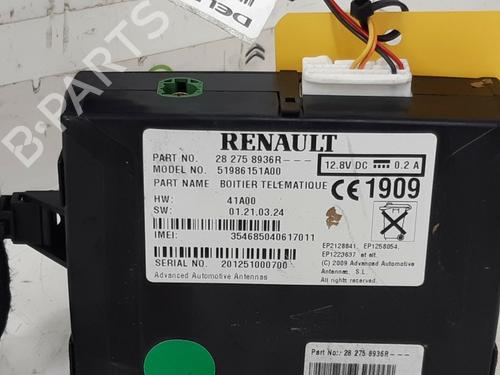 DELPHI
B-PARTS
RENAULT
PART NO. 28 275 8936R---
MODEL NO. 51986151A00
12.8V DC 0.2 A
PART NAME BOITIER TELEMATIQUE
CE 1909
HW: 41A00
SW: 01.21.03.24
IMEI: 354685040617011
SERIAL NO. 201251000700
Advanced Automotive Antennas
EP2128841, EP1258054,
EP1223637 et alt.
(C) 2009 Advanced Automotive
Antennas, S.L.
All rights reserved.
Part No.: 28 275 8936R---